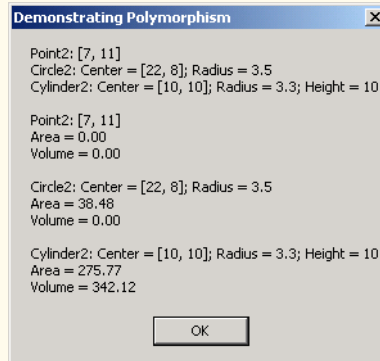 Demonstrating Polymorphism
Point2: [7, 11]
Circle2: Center = [22, 8]; Radius = 3.5
Cylinder2: Center = [10, 10]; Radius = 3.3; Height = 10
Point2: [7, 11]
Area = 0.00
Volume = 0.00
Circle2: Center = [22, 8]; Radius = 3.5
Area = 38.48
Volume = 0.00
Cylinder2: Center = [10, 10]; Radius = 3.3; Height = 10
Area = 275.77
Volume = 342.12
OK